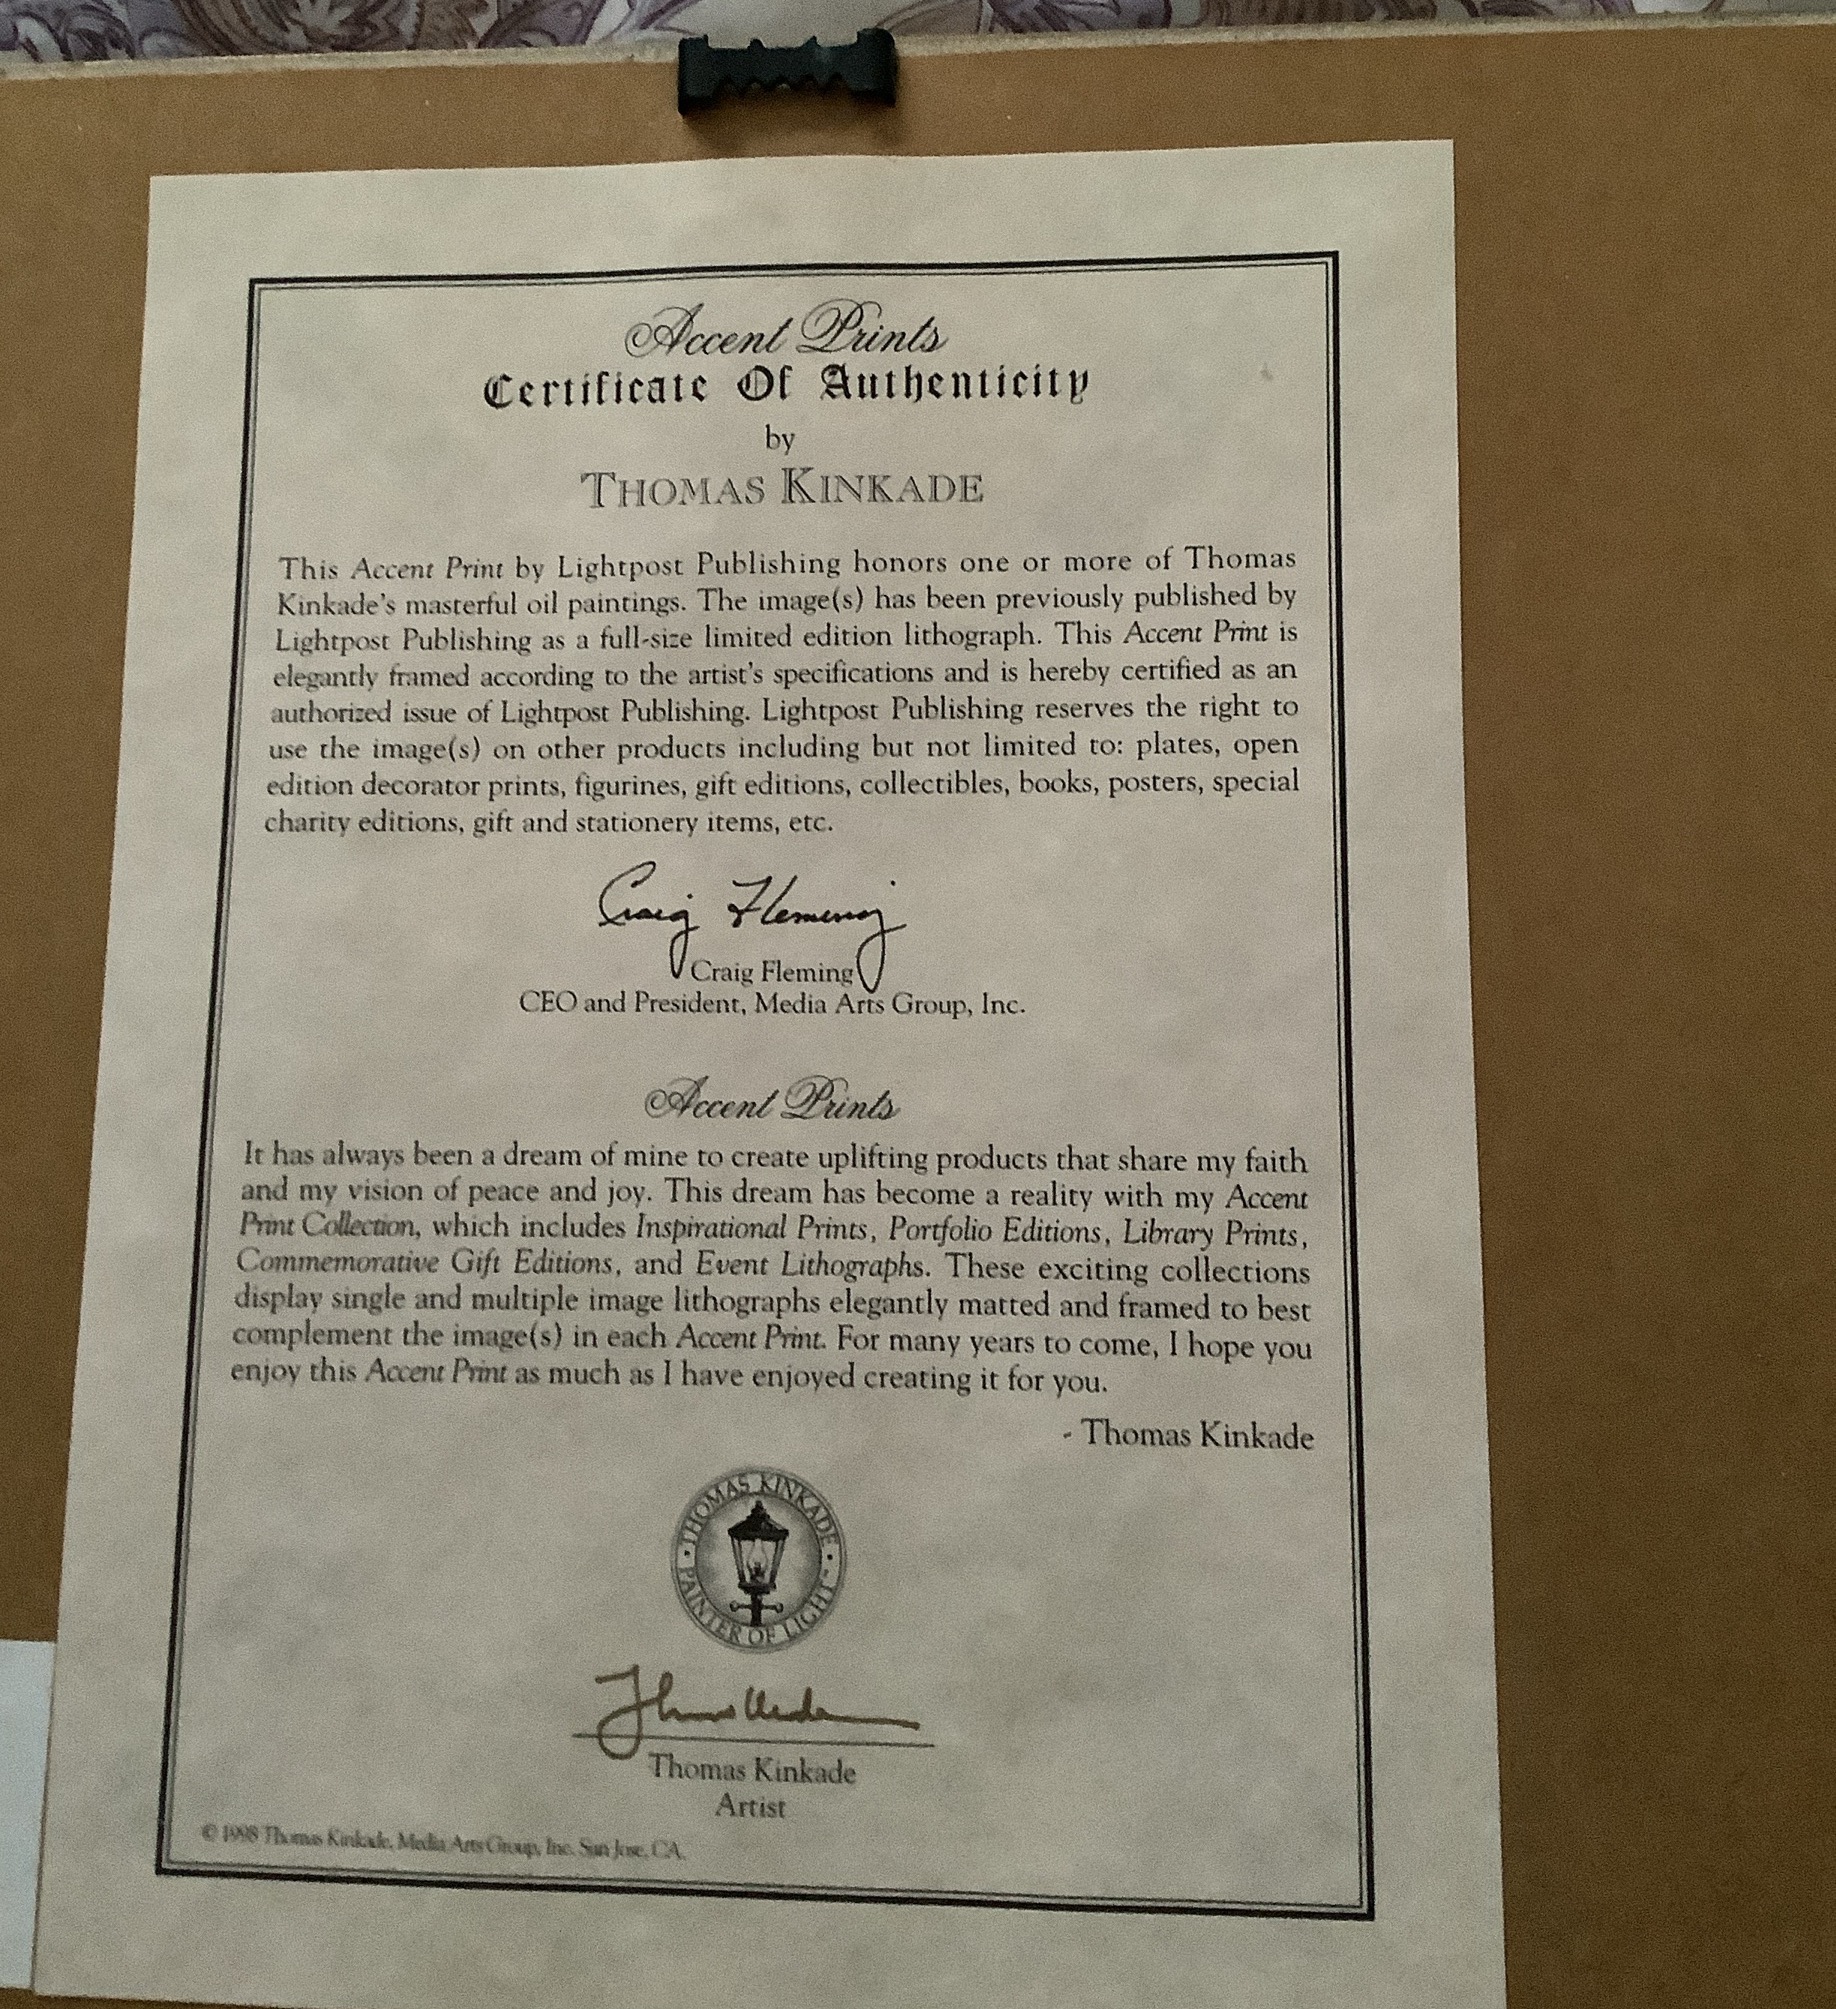 Accent Prints
Certificate Of Authenticity
by
THOMAS KINKADE
This Accent Print by Lightpost Publishing honors one or more of Thomas
Kinkade's masterful oil paintings. The image(s) has been previously published by
Lightpost Publishing as a full-size limited edition lithograph. This Accent Print is
elegantly framed according to the artist's specifications and is hereby certified as an
authorized issue of Lightpost Publishing. Lightpost Publishing reserves the right to
use the image(s) on other products including but not limited to: plates, open
edition decorator prints, figurines, gift editions, collectibles, books, posters, special
charity editions, gift and stationery items, etc.
Craig Fleming
Craig Fleming
CEO and President, Media Arts Group, Inc.
Accent Prints
It has always been a dream of mine to create uplifting products that share my faith
and my vision of peace and joy. This dream has become a reality with my Accent
Print Collection, which includes Inspirational Prints, Portfolio Editions, Library Prints,
Commemorative Gift Editions, and Event Lithographs. These exciting collections
display single and multiple image lithographs elegantly matted and framed to best
complement the image(s) in each Accent Print. For many years to come, I hope you
enjoy this Accent Print as much as I have enjoyed creating it for you.
- Thomas Kinkade
THOMAS KINKADE
• PAINTER OF LIGHT •
Thomas Kinkade
Artist
© 1998 Thomas Kinkade, Media Arts Group, Inc. San Jose, CA.